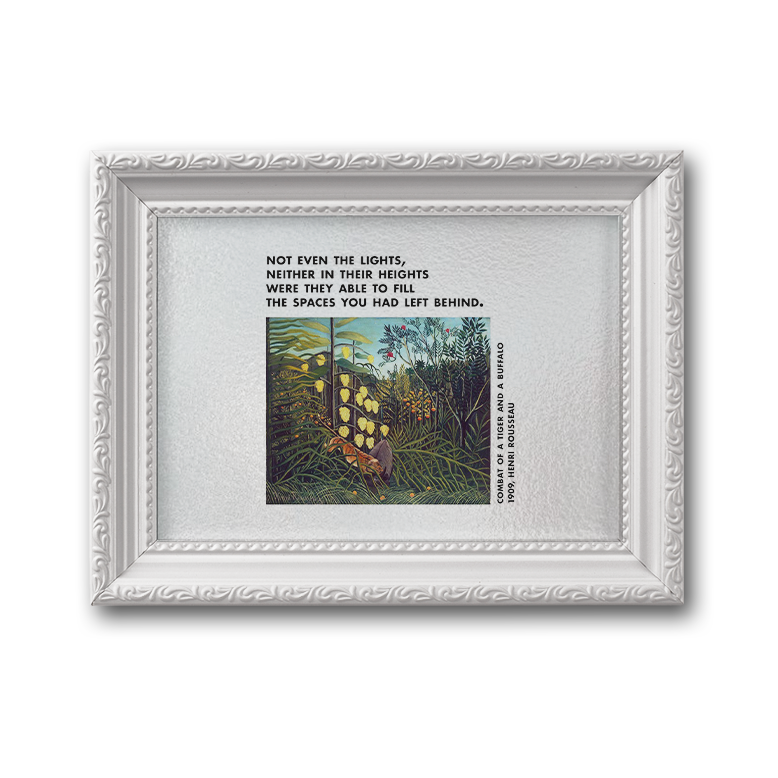 NOT EVEN THE LIGHTS,
NEITHER IN THEIR HEIGHTS
WERE THEY ABLE TO FILL
THE SPACES YOU HAD LEFT BEHIND.
COMBAT OF A TIGER AND A BUFFALO
1909, HENRI ROUSSEAU